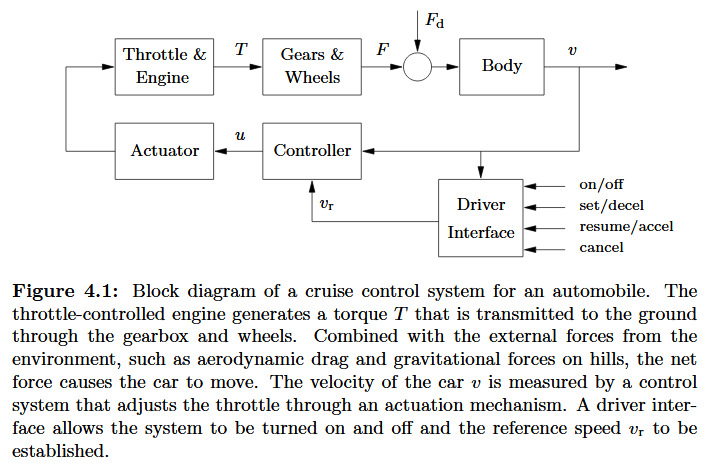 F_d
Throttle & Engine
T
Gears & Wheels
F
Body
v
Actuator
u
Controller
v_r
Driver Interface
on/off
set/decel
resume/accel
cancel
Figure 4.1: Block diagram of a cruise control system for an automobile. The
throttle-controlled engine generates a torque T that is transmitted to the ground
through the gearbox and wheels. Combined with the external forces from the
environment, such as aerodynamic drag and gravitational forces on hills, the net
force causes the car to move. The velocity of the car v is measured by a control
system that adjusts the throttle through an actuation mechanism. A driver inter-
face allows the system to be turned on and off and the reference speed v_r to be
established.